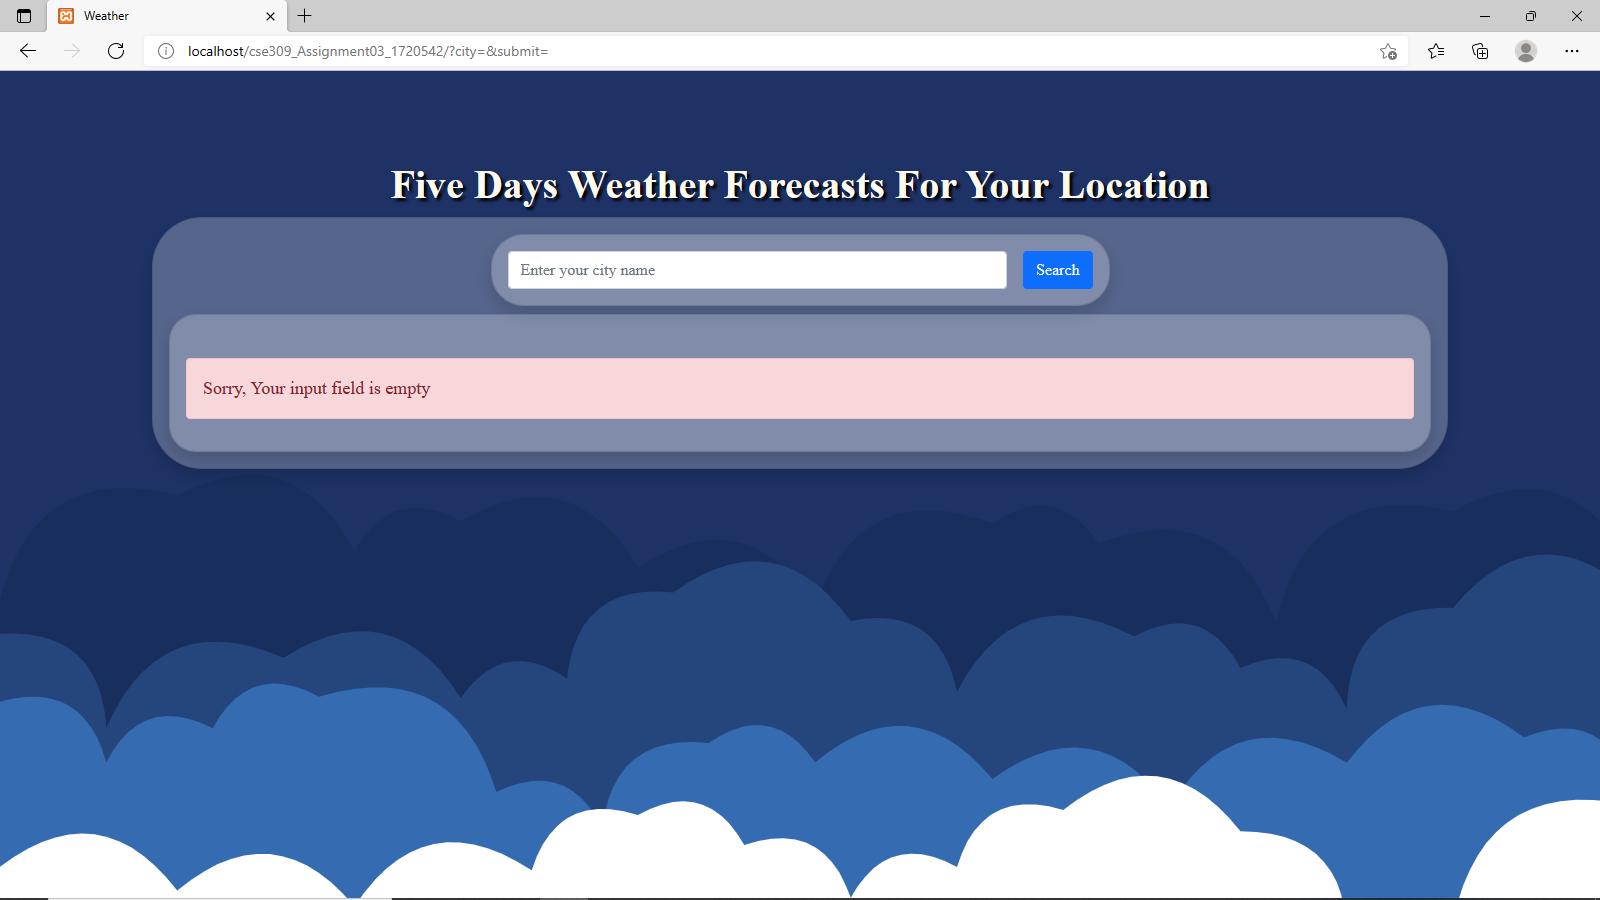 Weather
localhost/cse309_Assignment03_1720542/?city=&submit=
Five Days Weather Forecasts For Your Location
Enter your city name
Search
Sorry, Your input field is empty